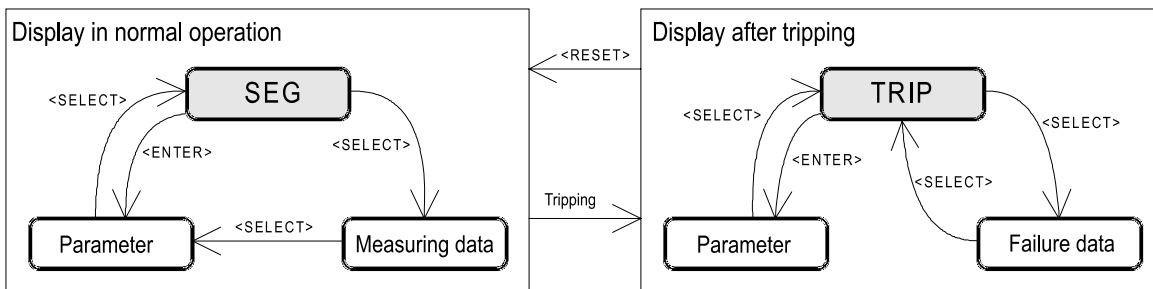 Display in normal operation
SEG
<SELECT>
<ENTER>
<SELECT>
Parameter
<SELECT>
Measuring data
<RESET>
Tripping
Display after tripping
TRIP
<SELECT>
<SELECT>
<ENTER>
<SELECT>
Parameter
Failure data